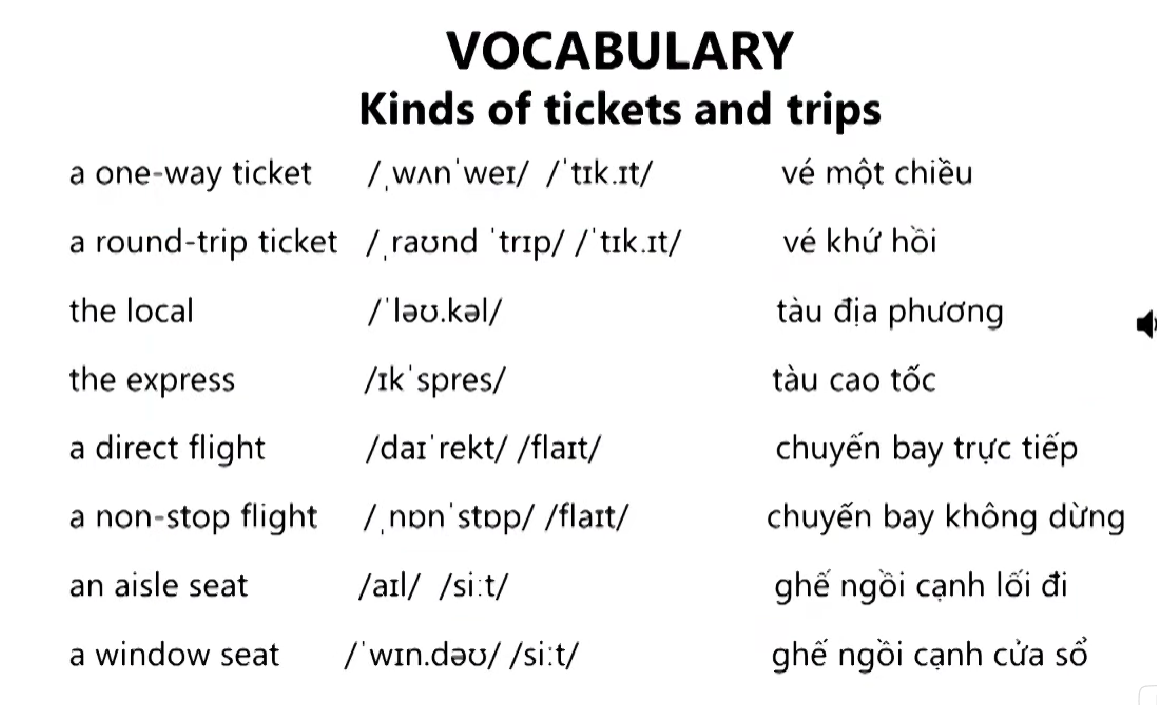 VOCABULARY
Kinds of tickets and trips
a one-way ticket /ˌwʌnˈweɪ/ /ˈtɪk.ɪt/ vé một chiều
a round-trip ticket /ˌraʊnd ˈtrɪp/ /ˈtɪk.ɪt/ vé khứ hồi
the local /ˈləʊ.kəl/ tàu địa phương
the express /ɪkˈspres/ tàu cao tốc
a direct flight /daɪˈrekt/ /flaɪt/ chuyến bay trực tiếp
a non-stop flight /ˌnɒnˈstɒp/ /flaɪt/ chuyến bay không dừng
an aisle seat /aɪl/ /siːt/ ghế ngồi cạnh lối đi
a window seat /ˈwɪn.dəʊ/ /siːt/ ghế ngồi cạnh cửa sổ